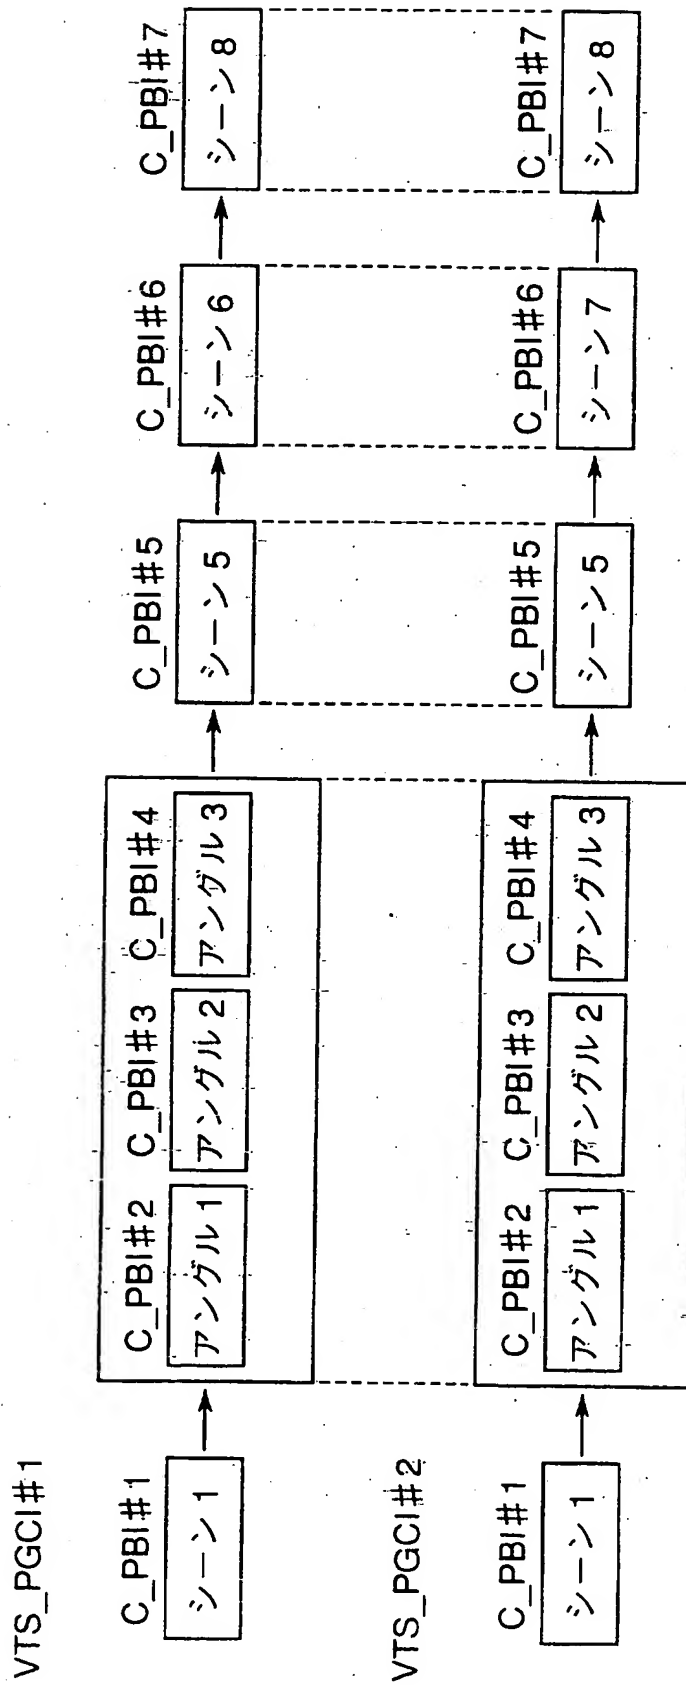 VTS_PGCI#1
C_PBI#1
シーン1
C_PBI#2
アングル1
C_PBI#3
アングル2
C_PBI#4
アングル3
C_PBI#5
シーン5
C_PBI#6
シーン6
C_PBI#7
シーン8
VTS_PGCI#2
C_PBI#1
シーン1
C_PBI#2
アングル1
C_PBI#3
アングル2
C_PBI#4
アングル3
C_PBI#5
シーン5
C_PBI#6
シーン7
C_PBI#7
シーン8